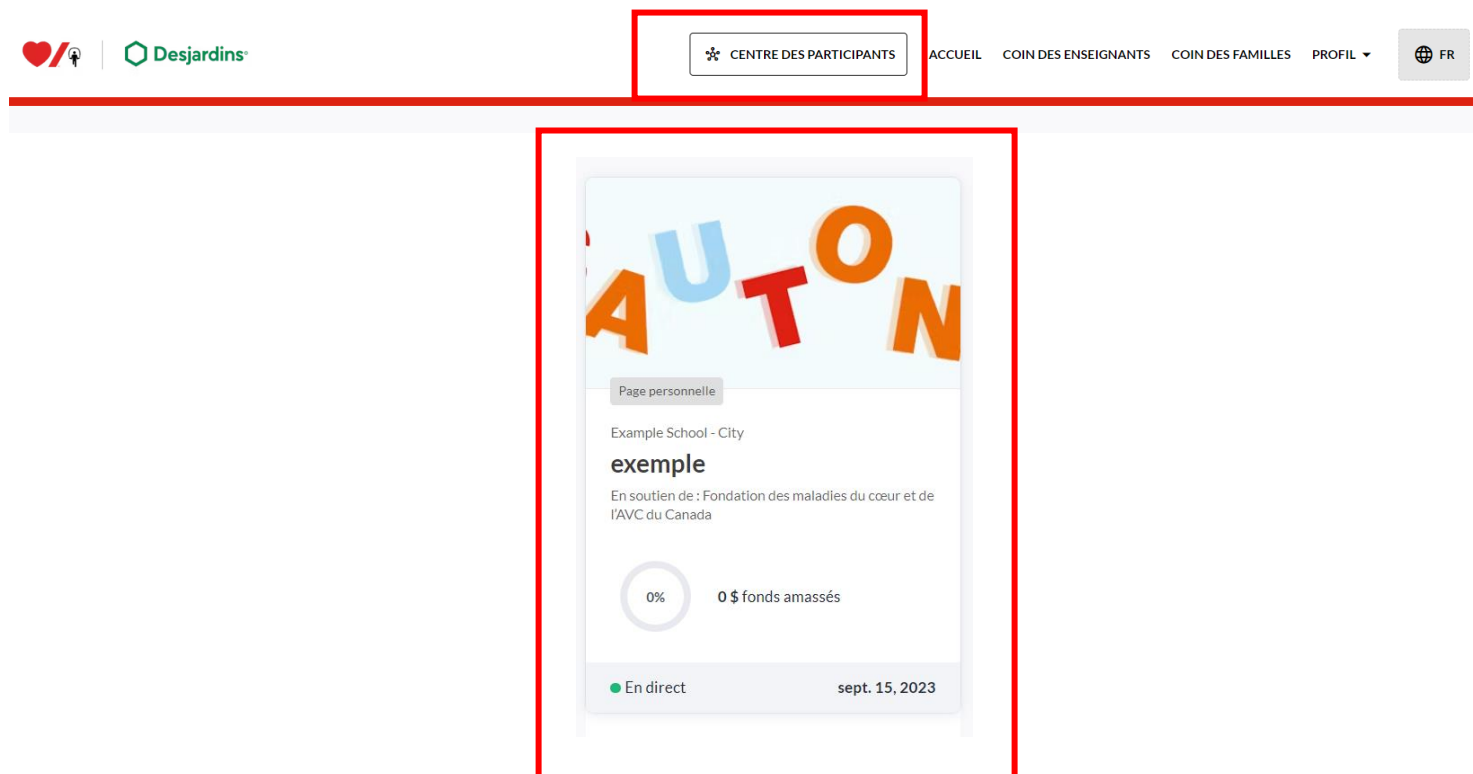 Desjardins
CENTRE DES PARTICIPANTS
ACCUEIL
COIN DES ENSEIGNANTS
COIN DES FAMILLES
PROFIL
FR
AUTON
Page personnelle
Example School - City
exemple
En soutien de : Fondation des maladies du cœur et de
l'AVC du Canada
0%
0 $ fonds amassés
En direct
sept. 15, 2023